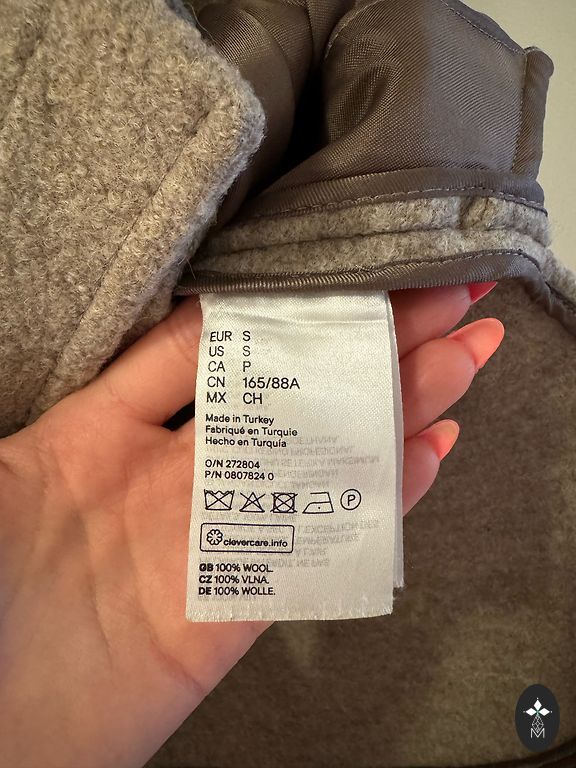 EUR S
US S
CA P
CN 165/88A
MX CH
Made in Turkey
Fabriqué en Turquie
Hecho en Turquía
O/N 272804
P/N 0807824 0
P
clevercare.info
GB 100% WOOL.
CZ 100% VLNA.
DE 100% WOLLE.
M